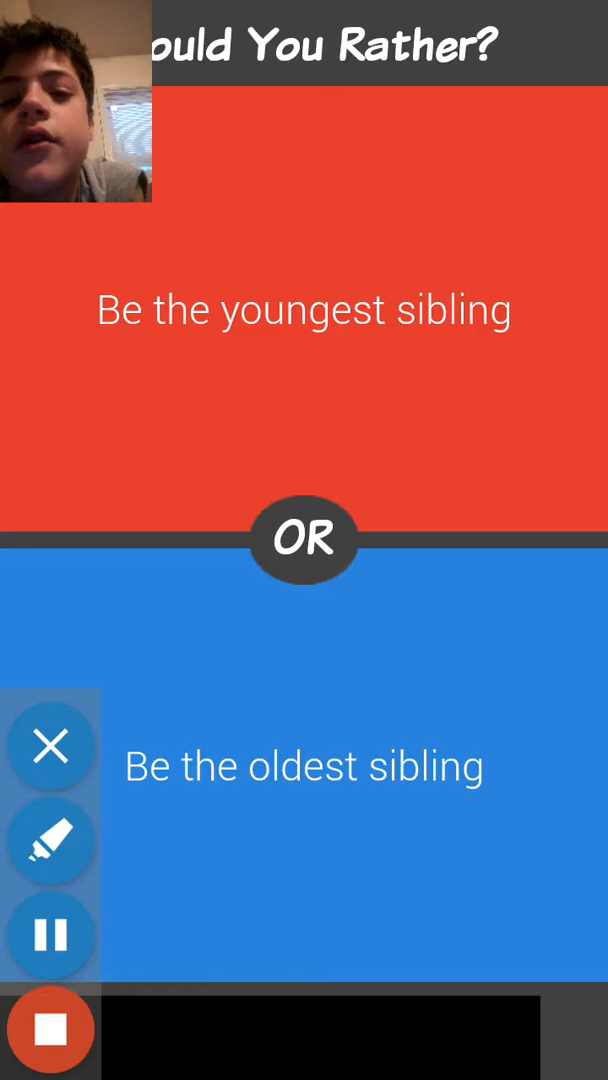 ould You Rather?
Be the youngest sibling
OR
Be the oldest sibling